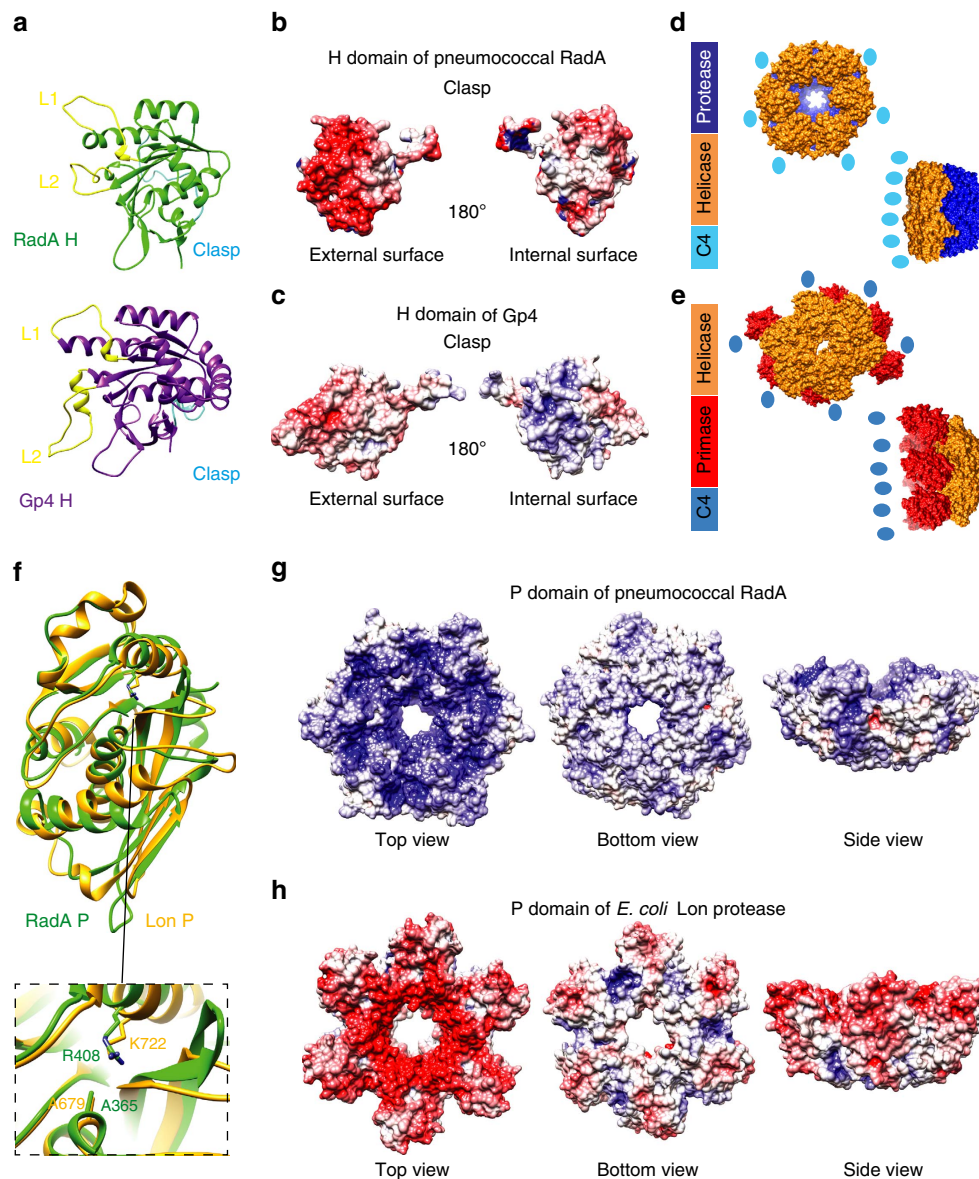 a
L1
L2
RadA H
Clasp
L1
L2
Clasp
Gp4 H
b
H domain of pneumococcal RadA
Clasp
180°
External surface
Internal surface
c
H domain of Gp4
Clasp
180°
External surface
Internal surface
d
Protease
Helicase
C4
e
Helicase
Primase
C4
f
RadA P
Lon P
K722
R408
A679
A365
g
P domain of pneumococcal RadA
Top view
Bottom view
Side view
h
P domain of E. coli Lon protease
Top view
Bottom view
Side view